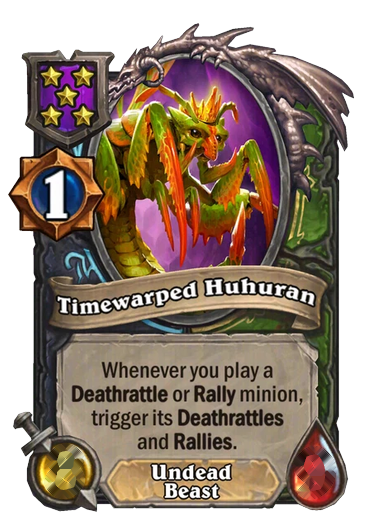 1
Timewarped Huhuran
Whenever you play a
Deathrattle or Rally minion,
trigger its Deathrattles
and Rallies.
Undead
Beast